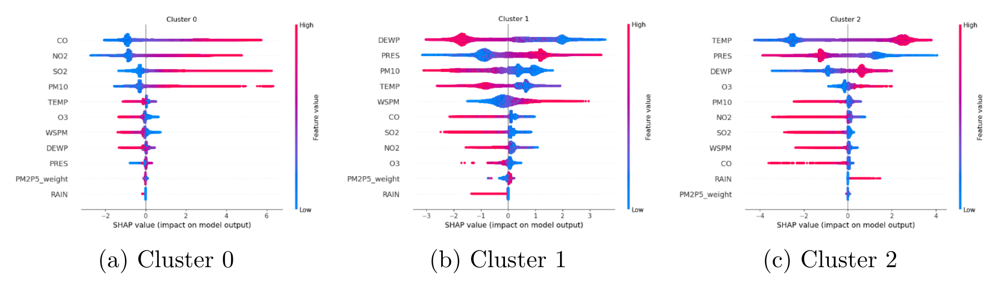 Cluster 0
High
CO
NO2
SO2
PM10
TEMP
O3
WSPM
DEWP
PRES
PM2P5_weight
RAIN
Feature value
Low
−2 0 2 4 6
SHAP value (impact on model output)
(a) Cluster 0
Cluster 1
High
DEWP
PRES
PM10
TEMP
WSPM
CO
SO2
NO2
O3
PM2P5_weight
RAIN
Feature value
Low
−3 −2 −1 0 1 2 3
SHAP value (impact on model output)
(b) Cluster 1
Cluster 2
High
TEMP
PRES
DEWP
O3
PM10
NO2
SO2
WSPM
CO
RAIN
PM2P5_weight
Feature value
Low
−4 −2 0 2 4
SHAP value (impact on model output)
(c) Cluster 2